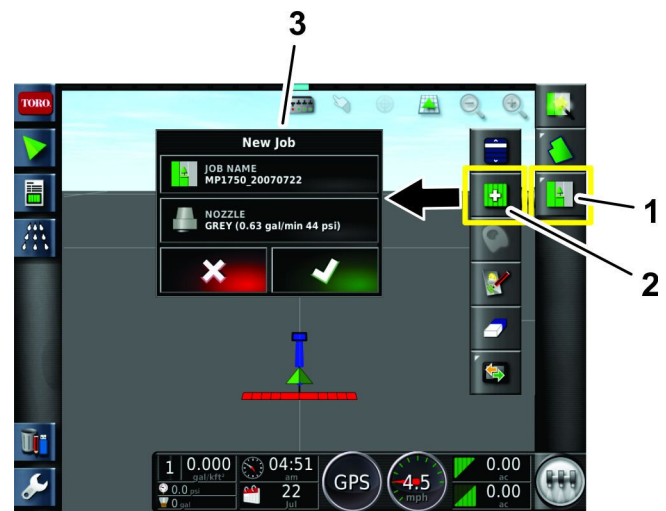 3
TORO
New Job
JOB NAME
MP1750_20070722
NOZZLE
GREY (0.63 gal/min 44 psi)
1
2
1 0.000 04:51 GPS 4.5 0.00
gal/kft² am mph ac
0.0 psi 22 0.00
0 gal Jul ac